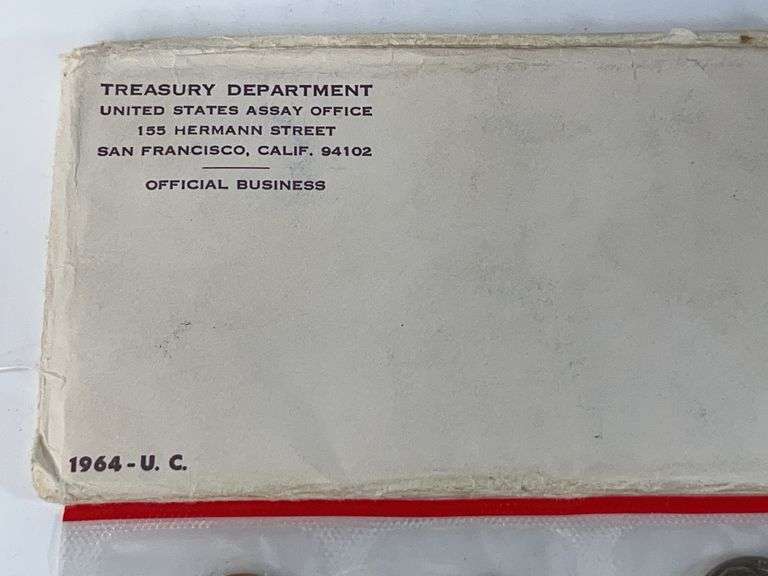 TREASURY DEPARTMENT
UNITED STATES ASSAY OFFICE
155 HERMANN STREET
SAN FRANCISCO, CALIF. 94102
OFFICIAL BUSINESS
1964 - U. C.